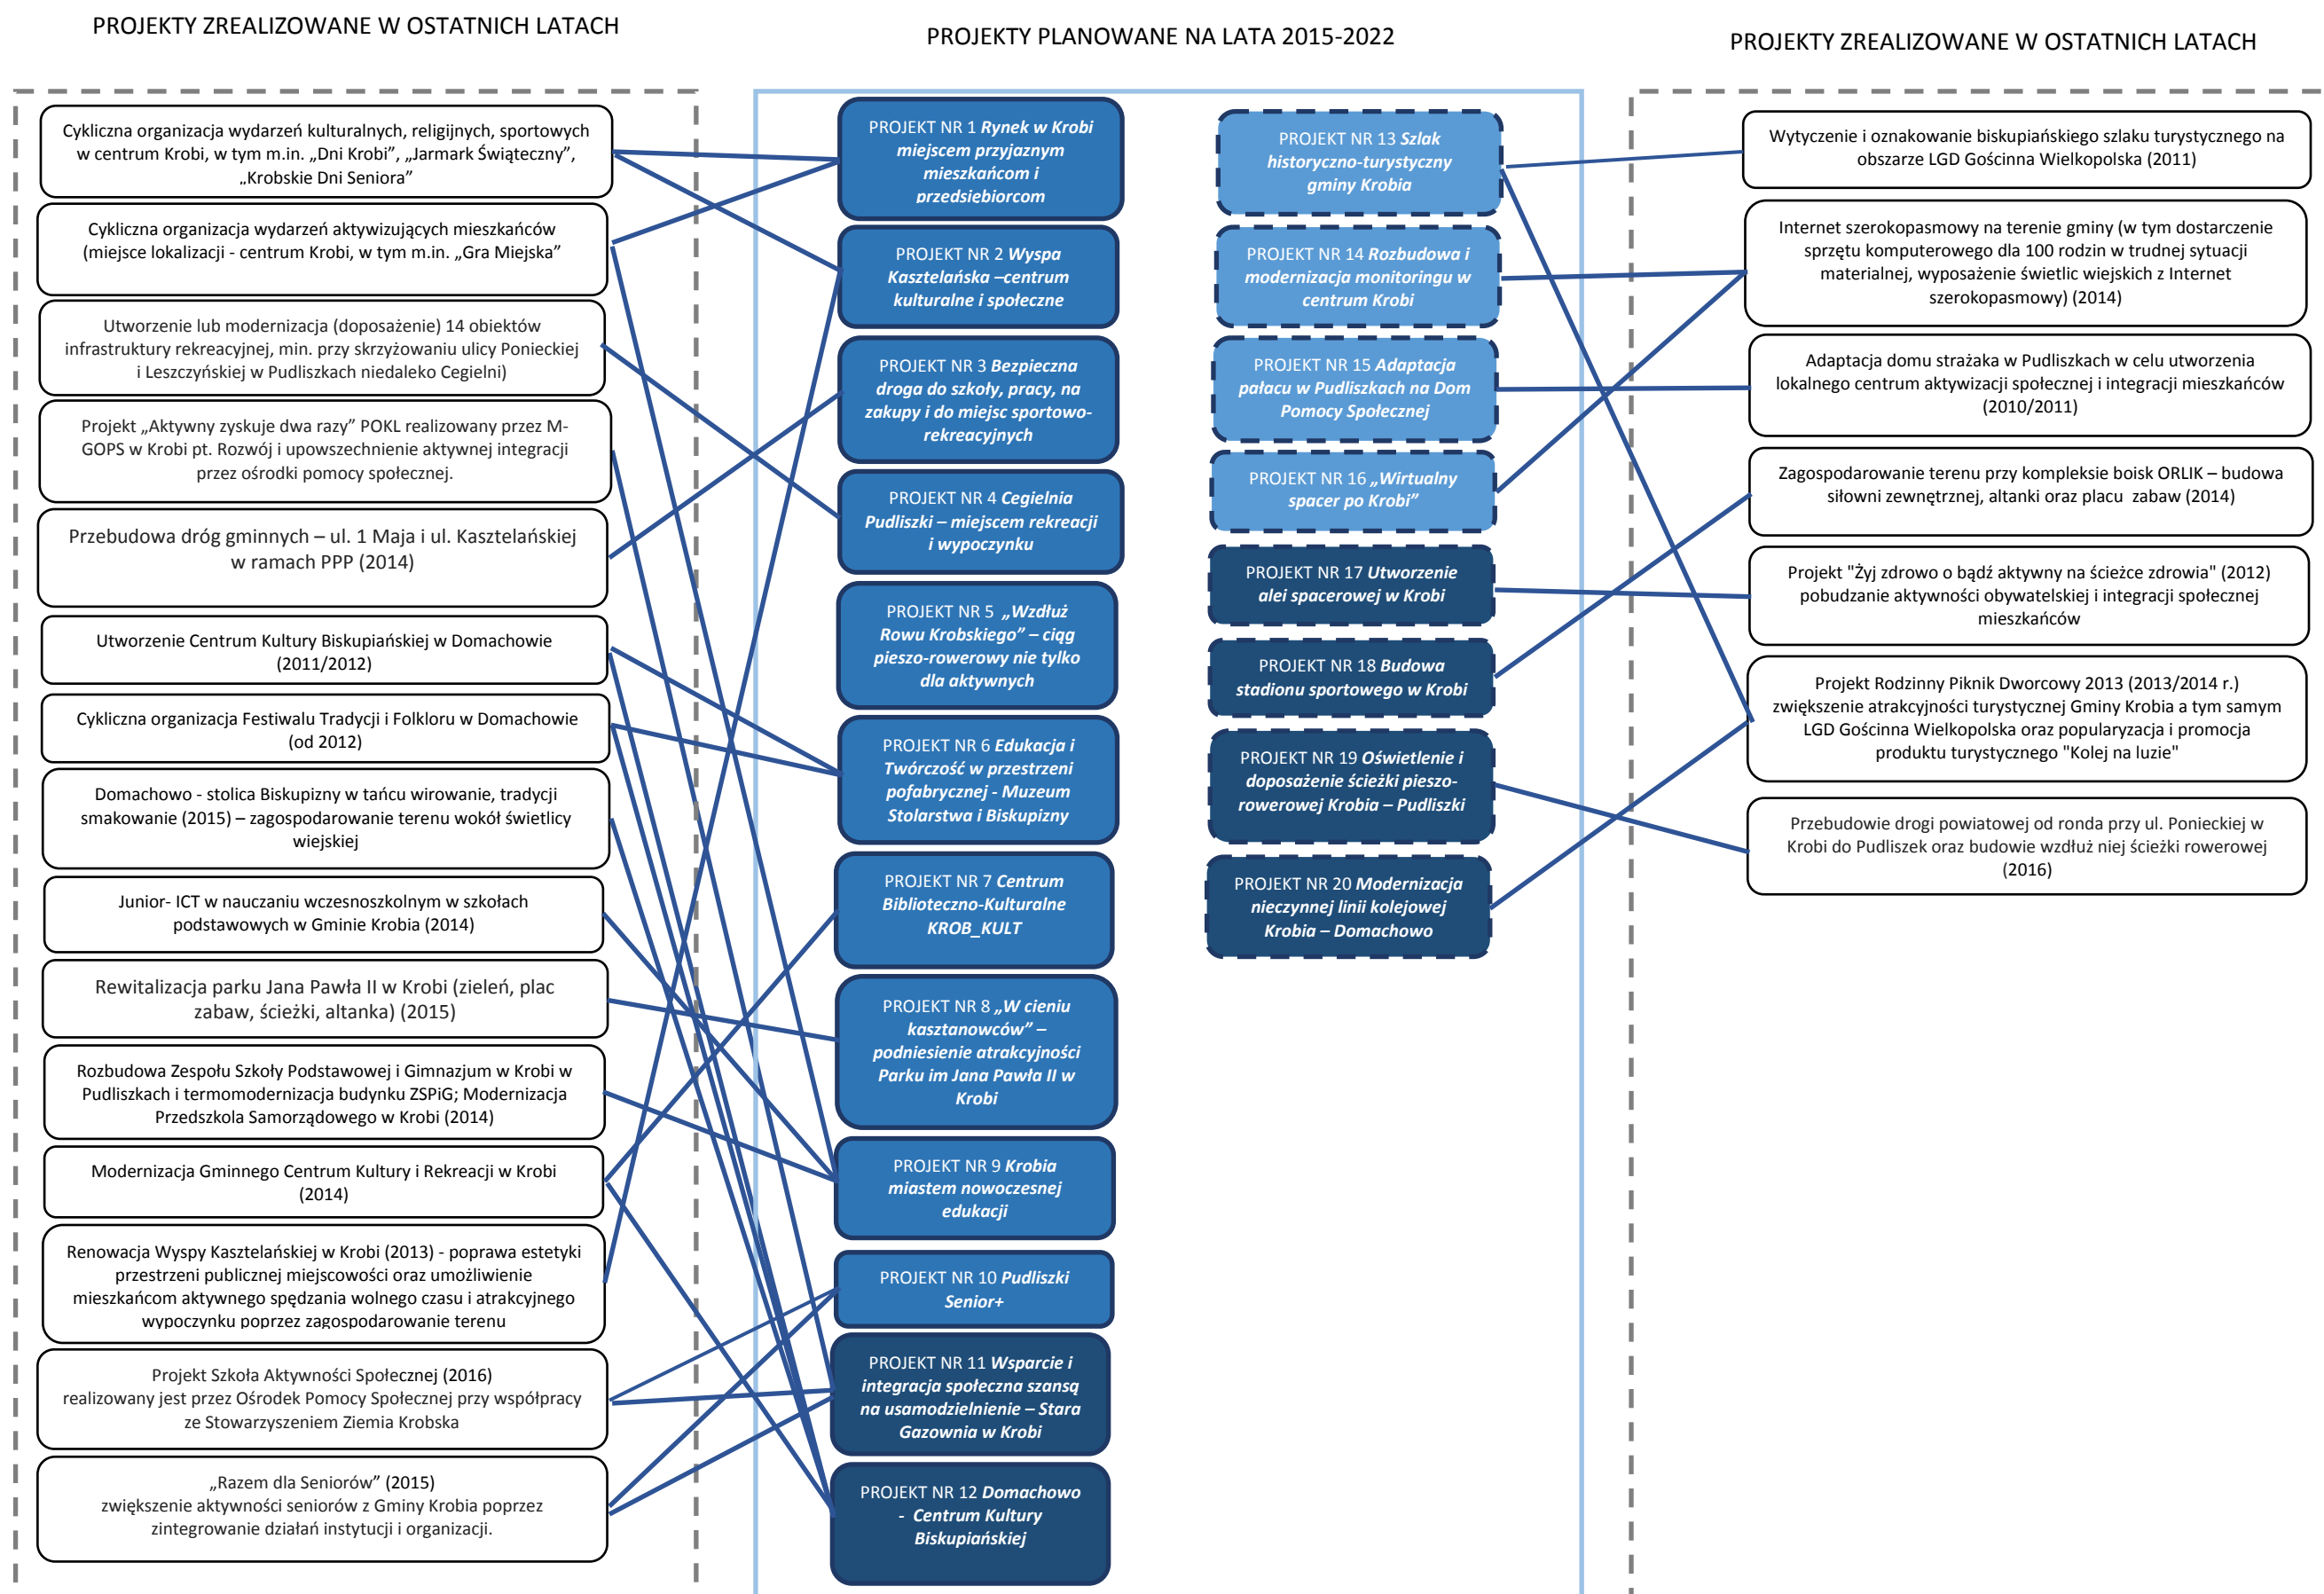 PROJEKTY ZREALIZOWANE W OSTATNICH LATACH
Cykliczna organizacja wydarzeń kulturalnych, religijnych, sportowych
w centrum Krobi, w tym m.in. „Dni Krobi”, „Jarmark Świąteczny”,
„Krobskie Dni Seniora”
Cykliczna organizacja wydarzeń aktywizujących mieszkańców
(miejsce lokalizacji - centrum Krobi, w tym m.in. „Gra Miejska”
Utworzenie lub modernizacja (doposażenie) 14 obiektów
infrastruktury rekreacyjnej, min. przy skrzyżowaniu ulicy Ponieckiej
i Leszczyńskiej w Pudliszkach niedaleko Cegielni)
Projekt „Aktywny zyskuje dwa razy” POKL realizowany przez M-
GOPS w Krobi pt. Rozwój i upowszechnienie aktywnej integracji
przez ośrodki pomocy społecznej.
Przebudowa dróg gminnych – ul. 1 Maja i ul. Kasztelańskiej
w ramach PPP (2014)
Utworzenie Centrum Kultury Biskupiańskiej w Domachowie
(2011/2012)
Cykliczna organizacja Festiwalu Tradycji i Folkloru w Domachowie
(od 2012)
Domachowo - stolica Biskupizny w tańcu wirowanie, tradycji
smakowanie (2015) – zagospodarowanie terenu wokół świetlicy
wiejskiej
Junior- ICT w nauczaniu wczesnoszkolnym w szkołach
podstawowych w Gminie Krobia (2014)
Rewitalizacja parku Jana Pawła II w Krobi (zieleń, plac
zabaw, ścieżki, altanka) (2015)
Rozbudowa Zespołu Szkoły Podstawowej i Gimnazjum w Krobi w
Pudliszkach i termomodernizacja budynku ZSPiG; Modernizacja
Przedszkola Samorządowego w Krobi (2014)
Modernizacja Gminnego Centrum Kultury i Rekreacji w Krobi
(2014)
Renowacja Wyspy Kasztelańskiej w Krobi (2013) - poprawa estetyki
przestrzeni publicznej miejscowości oraz umożliwienie
mieszkańcom aktywnego spędzania wolnego czasu i atrakcyjnego
wypoczynku poprzez zagospodarowanie terenu
Projekt Szkoła Aktywności Społecznej (2016)
realizowany jest przez Ośrodek Pomocy Społecznej przy współpracy
ze Stowarzyszeniem Ziemia Krobska
„Razem dla Seniorów” (2015)
zwiększenie aktywności seniorów z Gminy Krobia poprzez
zintegrowanie działań instytucji i organizacji.
PROJEKTY PLANOWANE NA LATA 2015-2022
PROJEKT NR 1 Rynek w Krobi
miejscem przyjaznym
mieszkańcom i
przedsiębiorcom
PROJEKT NR 2 Wyspa
Kasztelańska –centrum
kulturalne i społeczne
PROJEKT NR 3 Bezpieczna
droga do szkoły, pracy, na
zakupy i do miejsc sportowo-
rekreacyjnych
PROJEKT NR 4 Cegielnia
Pudliszki – miejscem rekreacji
i wypoczynku
PROJEKT NR 5 „Wzdłuż
Rowu Krobskiego” – ciąg
pieszo-rowerowy nie tylko
dla aktywnych
PROJEKT NR 6 Edukacja i
Twórczość w przestrzeni
pofabrycznej - Muzeum
Stolarstwa i Biskupizny
PROJEKT NR 7 Centrum
Biblioteczno-Kulturalne
KROB_KULT
PROJEKT NR 8 „W cieniu
kasztanowców” –
podniesienie atrakcyjności
Parku im Jana Pawła II w
Krobi
PROJEKT NR 9 Krobia
miastem nowoczesnej
edukacji
PROJEKT NR 10 Pudliszki
Senior+
PROJEKT NR 11 Wsparcie i
integracja społeczna szansą
na usamodzielnienie – Stara
Gazownia w Krobi
PROJEKT NR 12 Domachowo
- Centrum Kultury
Biskupiańskiej
PROJEKT NR 13 Szlak
historyczno-turystyczny
gminy Krobia
PROJEKT NR 14 Rozbudowa i
modernizacja monitoringu w
centrum Krobi
PROJEKT NR 15 Adaptacja
pałacu w Pudliszkach na Dom
Pomocy Społecznej
PROJEKT NR 16 „Wirtualny
spacer po Krobi”
PROJEKT NR 17 Utworzenie
alei spacerowej w Krobi
PROJEKT NR 18 Budowa
stadionu sportowego w Krobi
PROJEKT NR 19 Oświetlenie i
doposażenie ścieżki pieszo-
rowerowej Krobia – Pudliszki
PROJEKT NR 20 Modernizacja
nieczynnej linii kolejowej
Krobia – Domachowo
PROJEKTY ZREALIZOWANE W OSTATNICH LATACH
Wytyczenie i oznakowanie biskupiańskiego szlaku turystycznego na
obszarze LGD Gościnna Wielkopolska (2011)
Internet szerokopasmowy na terenie gminy (w tym dostarczenie
sprzętu komputerowego dla 100 rodzin w trudnej sytuacji
materialnej, wyposażenie świetlic wiejskich z Internet
szerokopasmowy) (2014)
Adaptacja domu strażaka w Pudliszkach w celu utworzenia
lokalnego centrum aktywizacji społecznej i integracji mieszkańców
(2010/2011)
Zagospodarowanie terenu przy kompleksie boisk ORLIK – budowa
siłowni zewnętrznej, altanki oraz placu zabaw (2014)
Projekt "Żyj zdrowo o bądź aktywny na ścieżce zdrowia" (2012)
pobudzanie aktywności obywatelskiej i integracji społecznej
mieszkańców
Projekt Rodzinny Piknik Dworcowy 2013 (2013/2014 r.)
zwiększenie atrakcyjności turystycznej Gminy Krobia a tym samym
LGD Gościnna Wielkopolska oraz popularyzacja i promocja
produktu turystycznego "Kolej na luzie"
Przebudowie drogi powiatowej od ronda przy ul. Ponieckiej w
Krobi do Pudliszek oraz budowie wzdłuż niej ścieżki rowerowej
(2016)